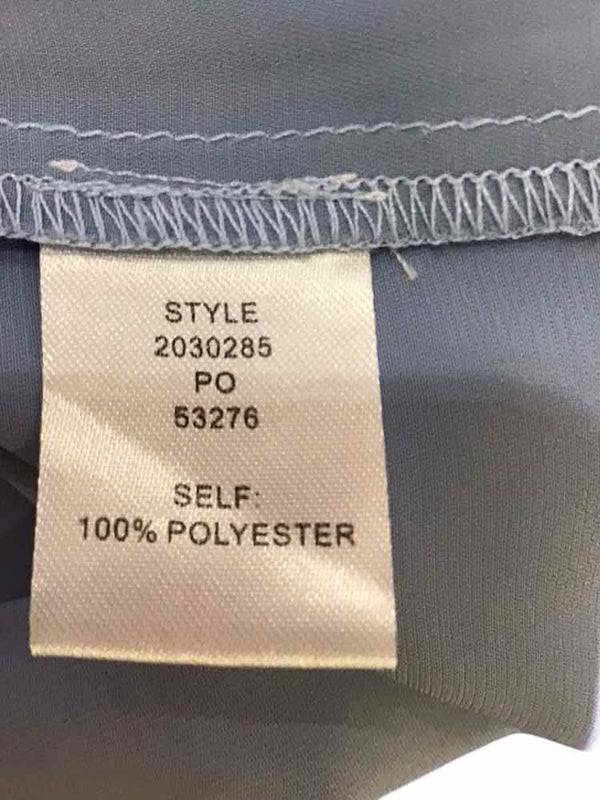 STYLE
2030285
PO
53276
SELF:
100% POLYESTER